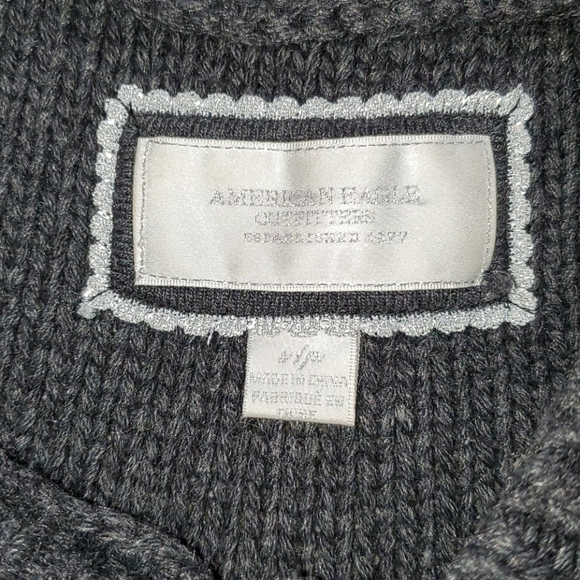 AMERICAN EAGLE
OUTFITTERS
ESTABLISHED 1977
MADE IN CHINA
FABRIQUÉ EN
CHINE